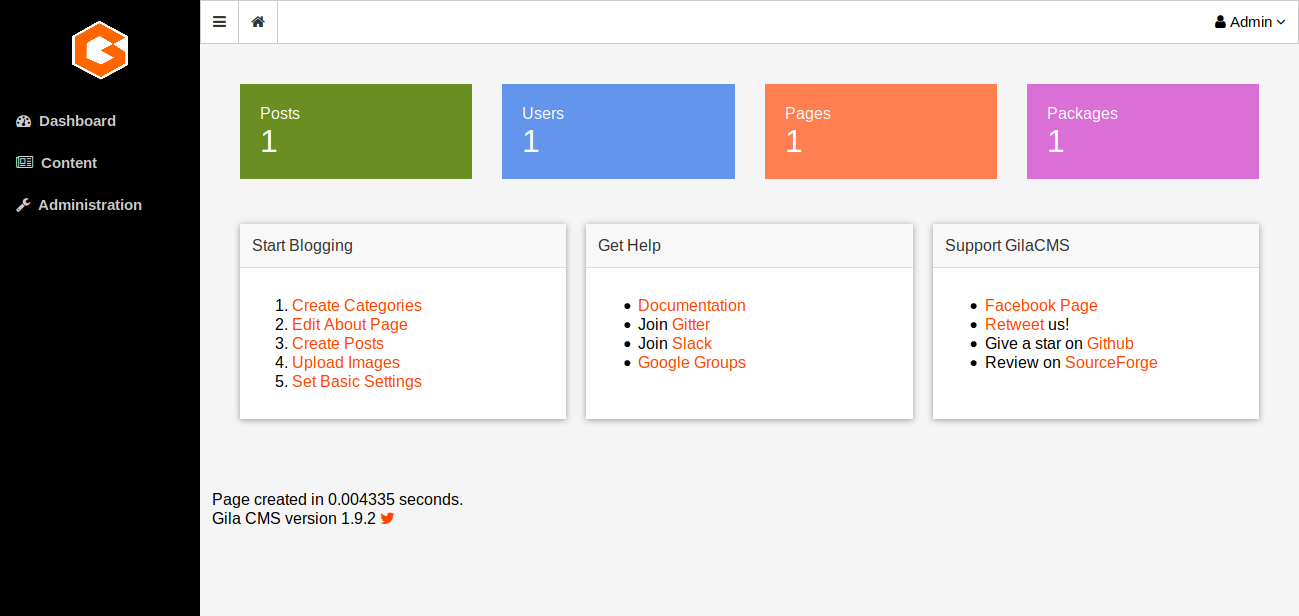 Admin
Dashboard
Content
Administration
Posts
1
Users
1
Pages
1
Packages
1
Start Blogging
1. Create Categories
2. Edit About Page
3. Create Posts
4. Upload Images
5. Set Basic Settings
Get Help
• Documentation
• Join Gitter
• Join Slack
• Google Groups
Support GilaCMS
• Facebook Page
• Retweet us!
• Give a star on Github
• Review on SourceForge
Page created in 0.004335 seconds.
Gila CMS version 1.9.2